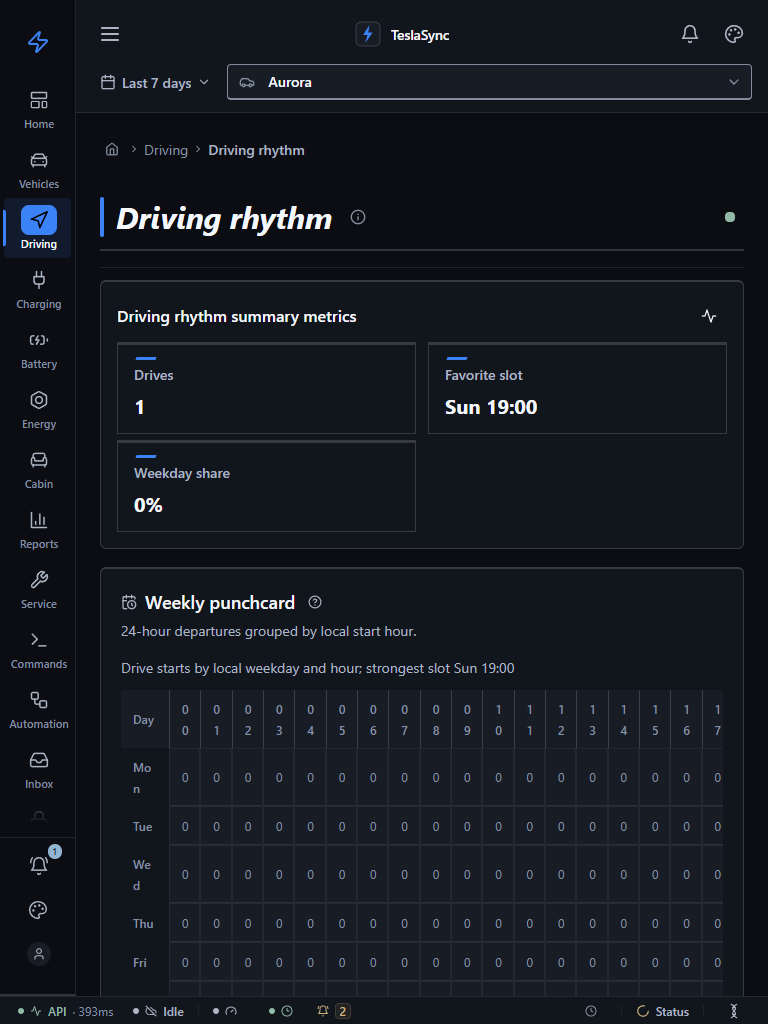 TeslaSync
Last 7 days
Aurora
Home
Vehicles
Driving
Charging
Battery
Energy
Cabin
Reports
Service
Commands
Automation
Inbox
1
Driving
Driving rhythm
Driving rhythm
Driving rhythm summary metrics
Drives
1
Favorite slot
Sun 19:00
Weekday share
0%
Weekly punchcard
24-hour departures grouped by local start hour.
Drive starts by local weekday and hour; strongest slot Sun 19:00
Day 00 01 02 03 04 05 06 07 08 09 10 11 12 13 14 15 16 17
Mon 0 0 0 0 0 0 0 0 0 0 0 0 0 0 0 0 0 0
Tue 0 0 0 0 0 0 0 0 0 0 0 0 0 0 0 0 0 0
Wed 0 0 0 0 0 0 0 0 0 0 0 0 0 0 0 0 0 0
Thu 0 0 0 0 0 0 0 0 0 0 0 0 0 0 0 0 0 0
Fri 0 0 0 0 0 0 0 0 0 0 0 0 0 0 0 0 0 0
API · 393ms
Idle
2
Status